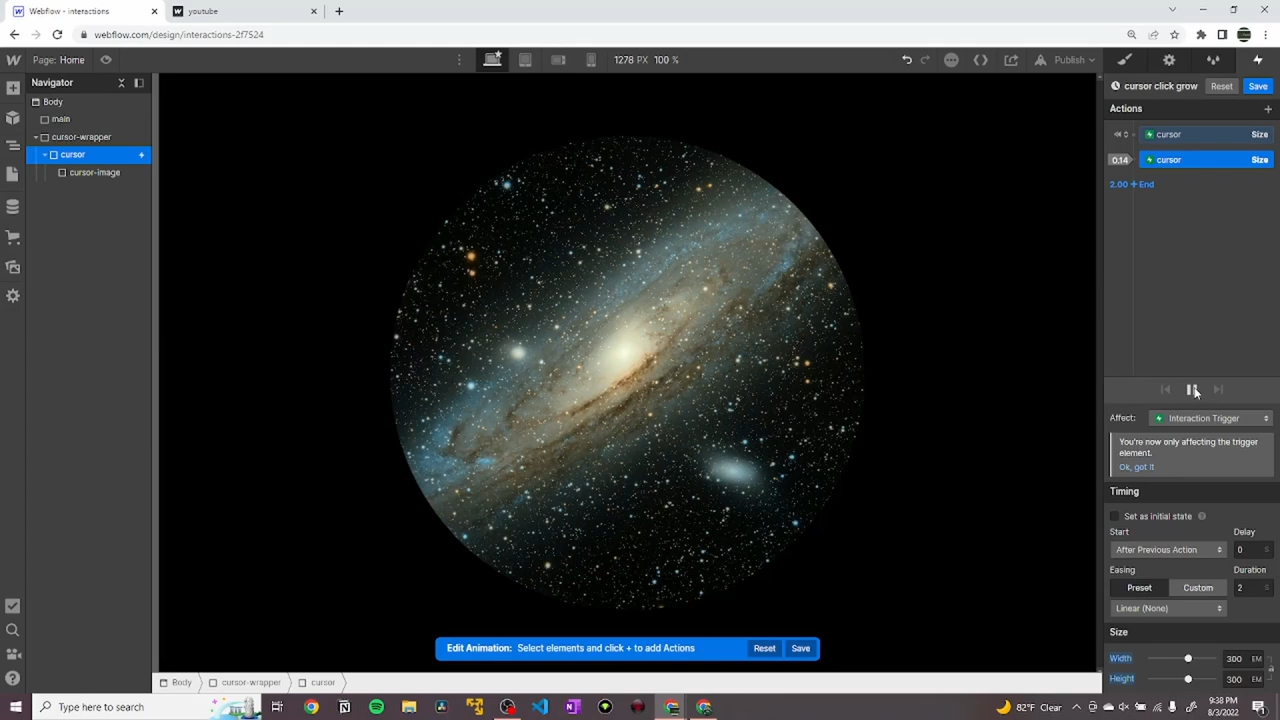 Webflow - interactions
youtube
webflow.com/design/interactions-2f7524
Page: Home
1278 PX 100 %
Publish
Navigator
Body
main
cursor-wrapper
cursor
cursor-image
cursor click grow
Reset
Save
Actions
cursor Size
0.14 cursor Size
2.00 + End
Affect: Interaction Trigger
You're now only affecting the trigger
element.
Ok, got it
Timing
Set as initial state
Start Delay
After Previous Action 0 S
Easing Duration
Preset Custom 2 S
Linear (None)
Size
Width 300 EM
Height 300 EM
Edit Animation: Select elements and click + to add Actions Reset Save
Body cursor-wrapper cursor
Type here to search
82°F Clear
9:38 PM
8/3/2022